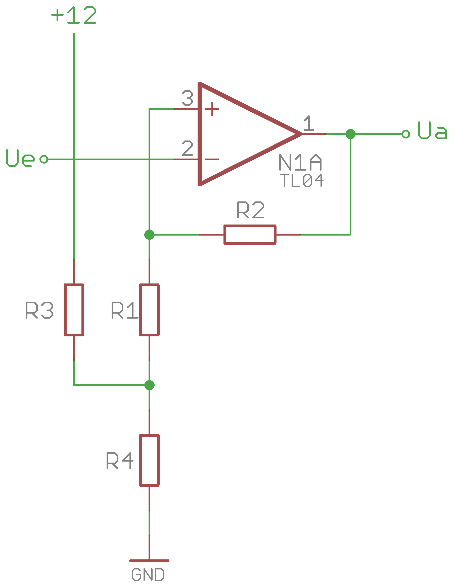 +12
3
+
1
Ua
Ue
2
−
N1A
TL04
R2
R3
R1
R4
GND